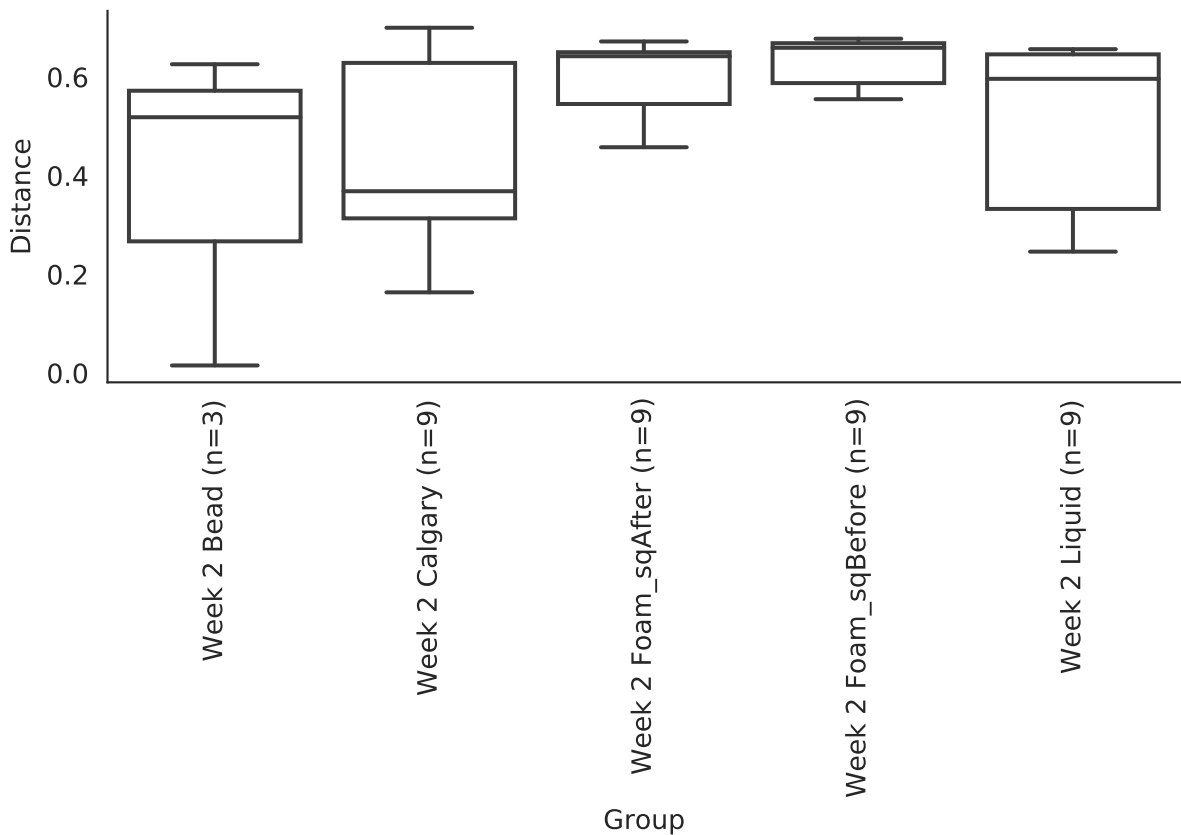 Distance
0.6
0.4
0.2
0.0
Week 2 Bead (n=3)
Week 2 Calgary (n=9)
Week 2 Foam_sqAfter (n=9)
Week 2 Foam_sqBefore (n=9)
Week 2 Liquid (n=9)
Group